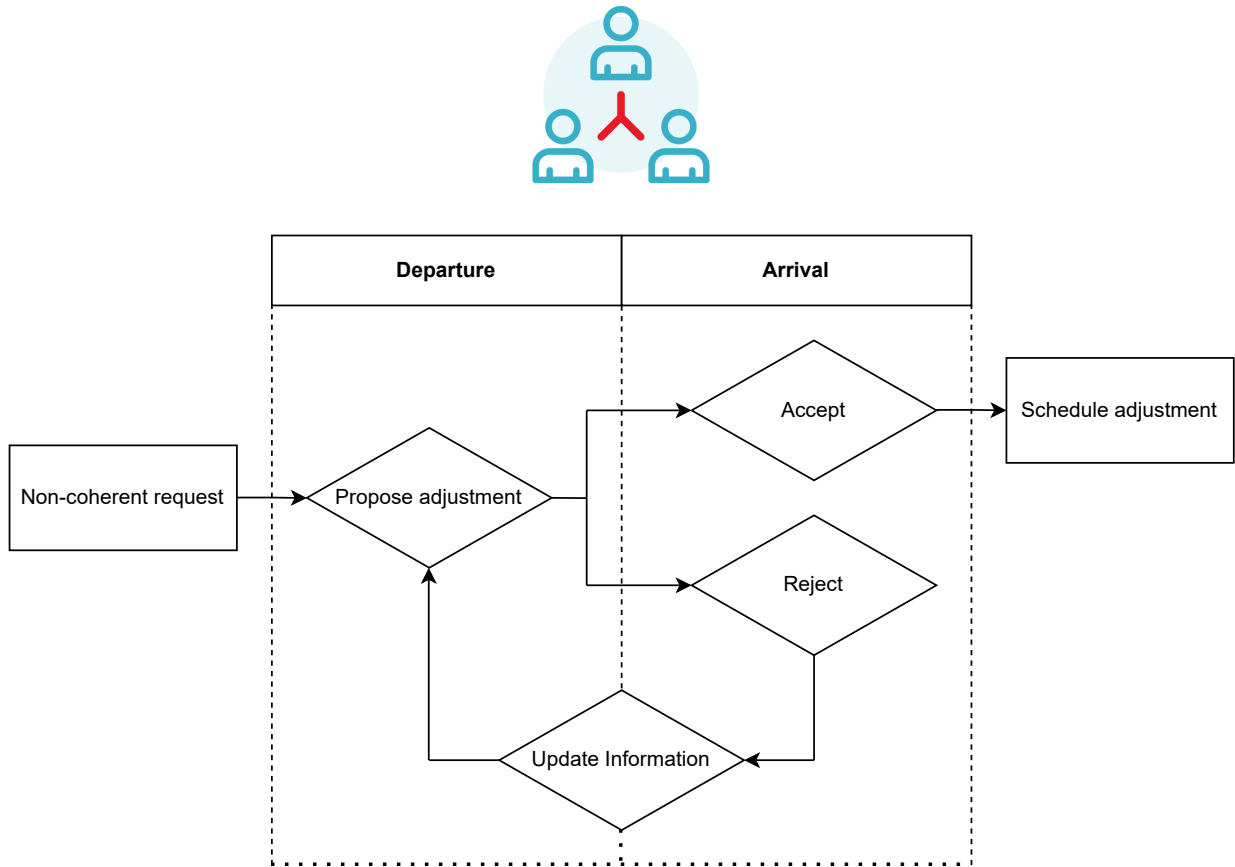 Departure
Arrival
Accept
Schedule adjustment
Non-coherent request
Propose adjustment
Reject
Update Information